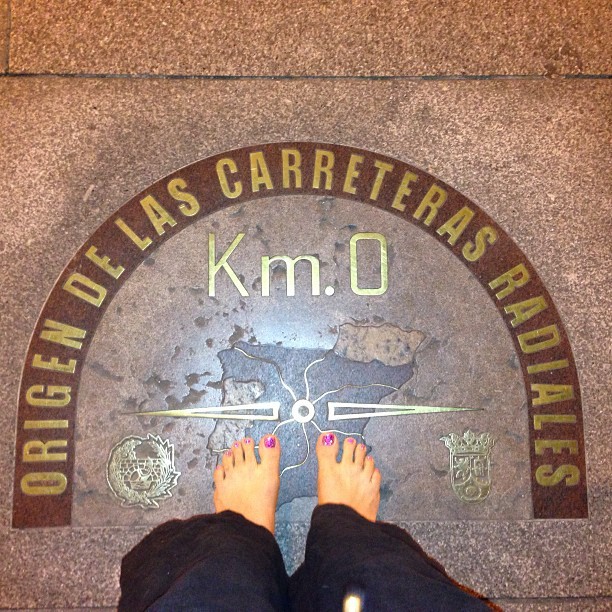 ORIGEN DE LAS CARRETERAS RADIALES
Km. 0